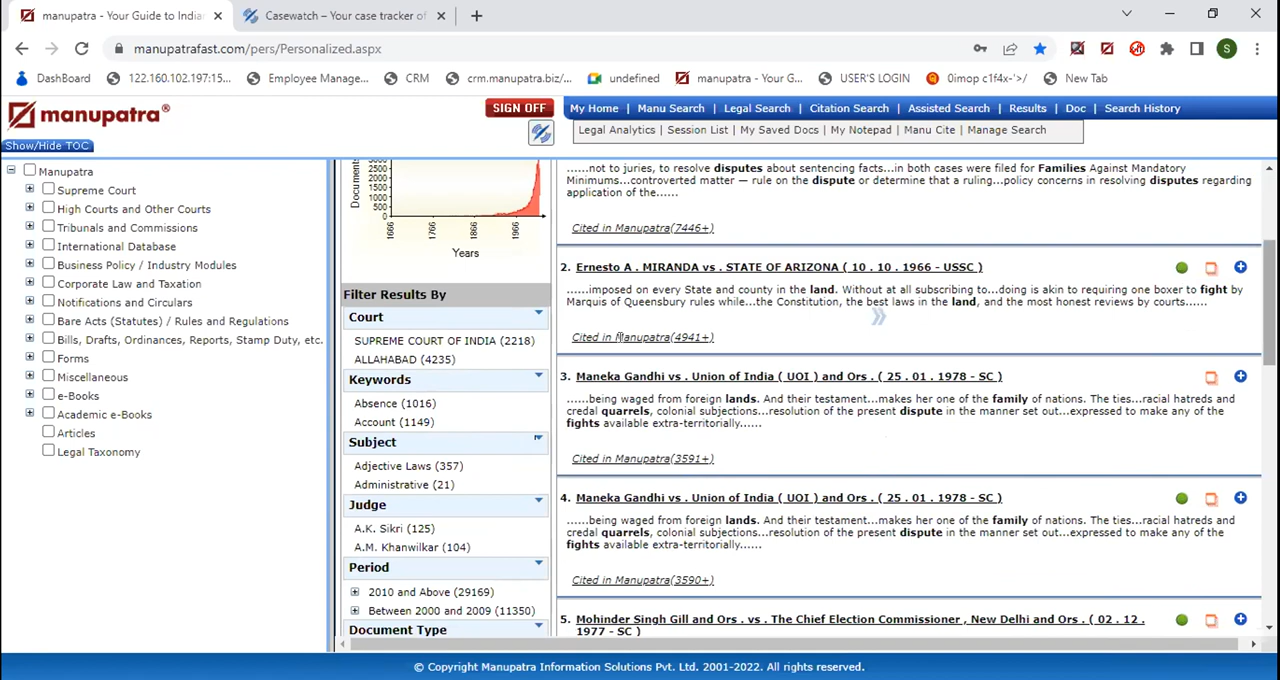 manupatra - Your Guide to Indian
Casewatch – Your case tracker of
manupatrafast.com/pers/Personalized.aspx
S
DashBoard
122.160.102.197:15...
Employee Manage...
CRM
crm.manupatra.biz/...
undefined
manupatra - Your G...
USER'S LOGIN
0imop c1f4x-'>/
New Tab
manupatra®
SIGN OFF
My Home | Manu Search | Legal Search | Citation Search | Assisted Search | Results | Doc | Search History
Legal Analytics | Session List | My Saved Docs | My Notepad | Manu Cite | Manage Search
Show/Hide TOC
Manupatra
Supreme Court
High Courts and Other Courts
Tribunals and Commissions
International Database
Business Policy / Industry Modules
Corporate Law and Taxation
Notifications and Circulars
Bare Acts (Statutes) / Rules and Regulations
Bills, Drafts, Ordinances, Reports, Stamp Duty, etc.
Forms
Miscellaneous
e-Books
Academic e-Books
Articles
Legal Taxonomy
Documents
3000
2500
2000
1500
1000
500
0
1666
1766
1866
1966
Years
Filter Results By
Court
SUPREME COURT OF INDIA (2218)
ALLAHABAD (4235)
Keywords
Absence (1016)
Account (1149)
Subject
Adjective Laws (357)
Administrative (21)
Judge
A.K. Sikri (125)
A.M. Khanwilkar (104)
Period
2010 and Above (29169)
Between 2000 and 2009 (11350)
Document Type
......not to juries, to resolve disputes about sentencing facts...in both cases were filed for Families Against Mandatory
Minimums...controverted matter — rule on the dispute or determine that a ruling...policy concerns in resolving disputes regarding
application of the......
Cited in Manupatra(7446+)
2. Ernesto A . MIRANDA vs . STATE OF ARIZONA ( 10 . 10 . 1966 - USSC )
......imposed on every State and county in the land. Without at all subscribing to...doing is akin to requiring one boxer to fight by
Marquis of Queensbury rules while...the Constitution, the best laws in the land, and the most honest reviews by courts......
Cited in Manupatra(4941+)
3. Maneka Gandhi vs . Union of India ( UOI ) and Ors . ( 25 . 01 . 1978 - SC )
......being waged from foreign lands. And their testament...makes her one of the family of nations. The ties...racial hatreds and
credal quarrels, colonial subjections...resolution of the present dispute in the manner set out...expressed to make any of the
fights available extra-territorially......
Cited in Manupatra(3591+)
4. Maneka Gandhi vs . Union of India ( UOI ) and Ors . ( 25 . 01 . 1978 - SC )
......being waged from foreign lands. And their testament...makes her one of the family of nations. The ties...racial hatreds and
credal quarrels, colonial subjections...resolution of the present dispute in the manner set out...expressed to make any of the
fights available extra-territorially......
Cited in Manupatra(3590+)
5. Mohinder Singh Gill and Ors . vs . The Chief Election Commissioner , New Delhi and Ors . ( 02 . 12 .
1977 - SC )
© Copyright Manupatra Information Solutions Pvt. Ltd. 2001-2022. All rights reserved.